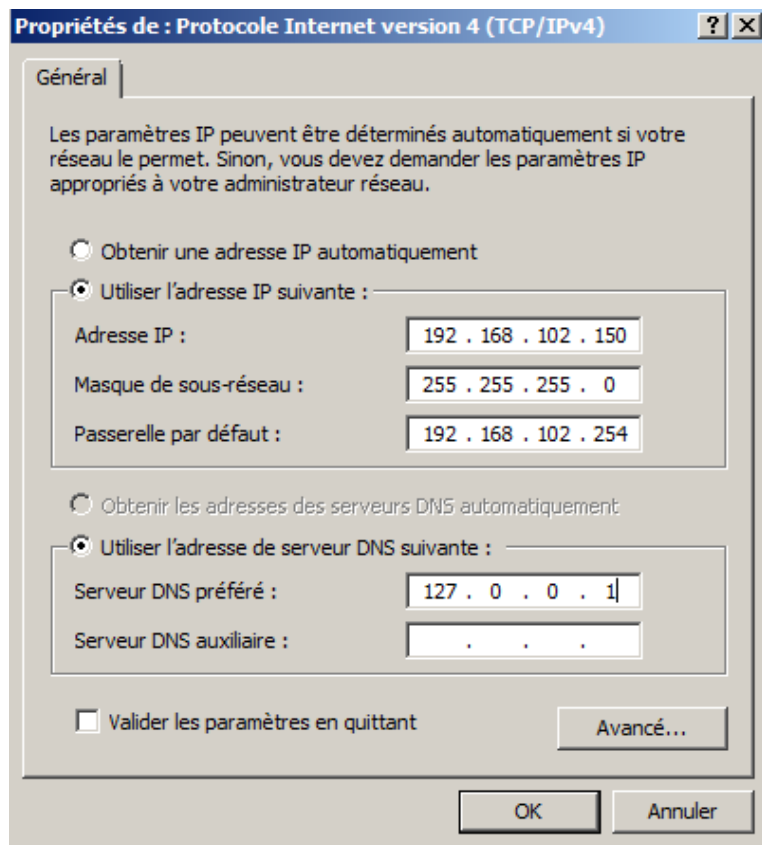 Propriétés de : Protocole Internet version 4 (TCP/IPv4)
Général
Les paramètres IP peuvent être déterminés automatiquement si votre
réseau le permet. Sinon, vous devez demander les paramètres IP
appropriés à votre administrateur réseau.
Obtenir une adresse IP automatiquement
Utiliser l'adresse IP suivante :
Adresse IP : 192 . 168 . 102 . 150
Masque de sous-réseau : 255 . 255 . 255 . 0
Passerelle par défaut : 192 . 168 . 102 . 254
Obtenir les adresses des serveurs DNS automatiquement
Utiliser l'adresse de serveur DNS suivante :
Serveur DNS préféré : 127 . 0 . 0 . 1
Serveur DNS auxiliaire : . . .
Valider les paramètres en quittant
Avancé...
OK Annuler